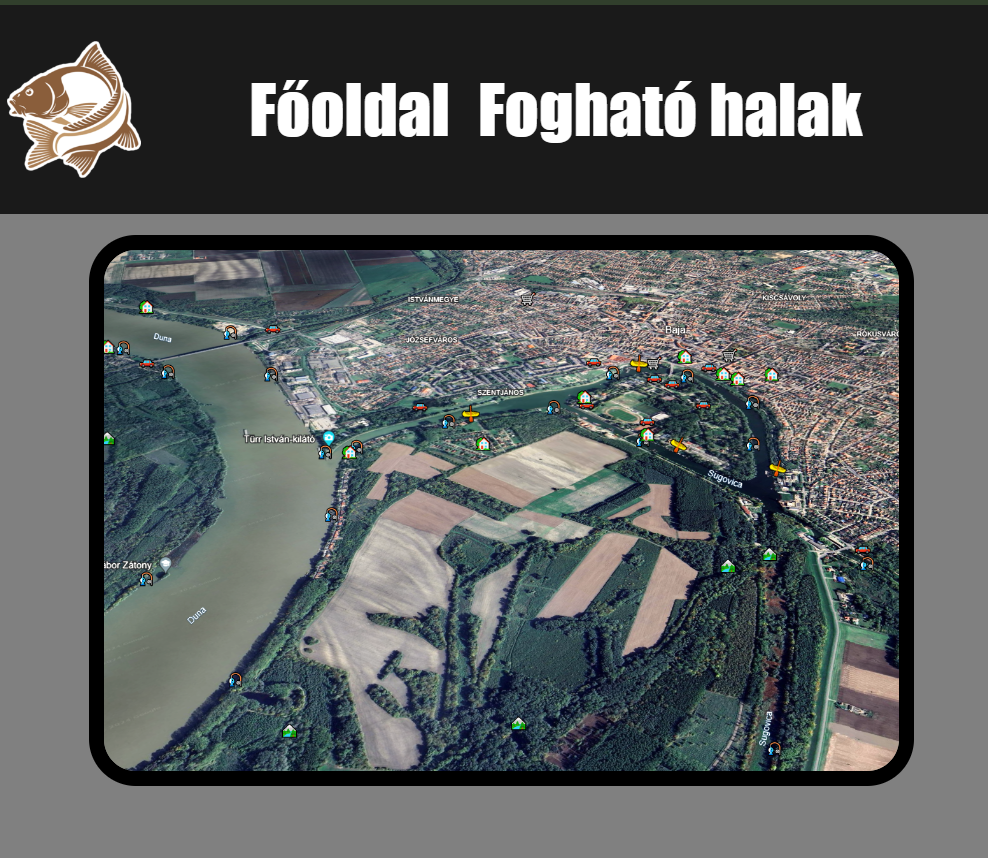 Főoldal Fogható halak
ISTVÁNMEGYE
KISCSÁVOLY
Duna
Baja
JÓZSEFVÁROS
SZENTJÁNOS
Türr István-kilátó
Sugovica
Duna
Sugovica